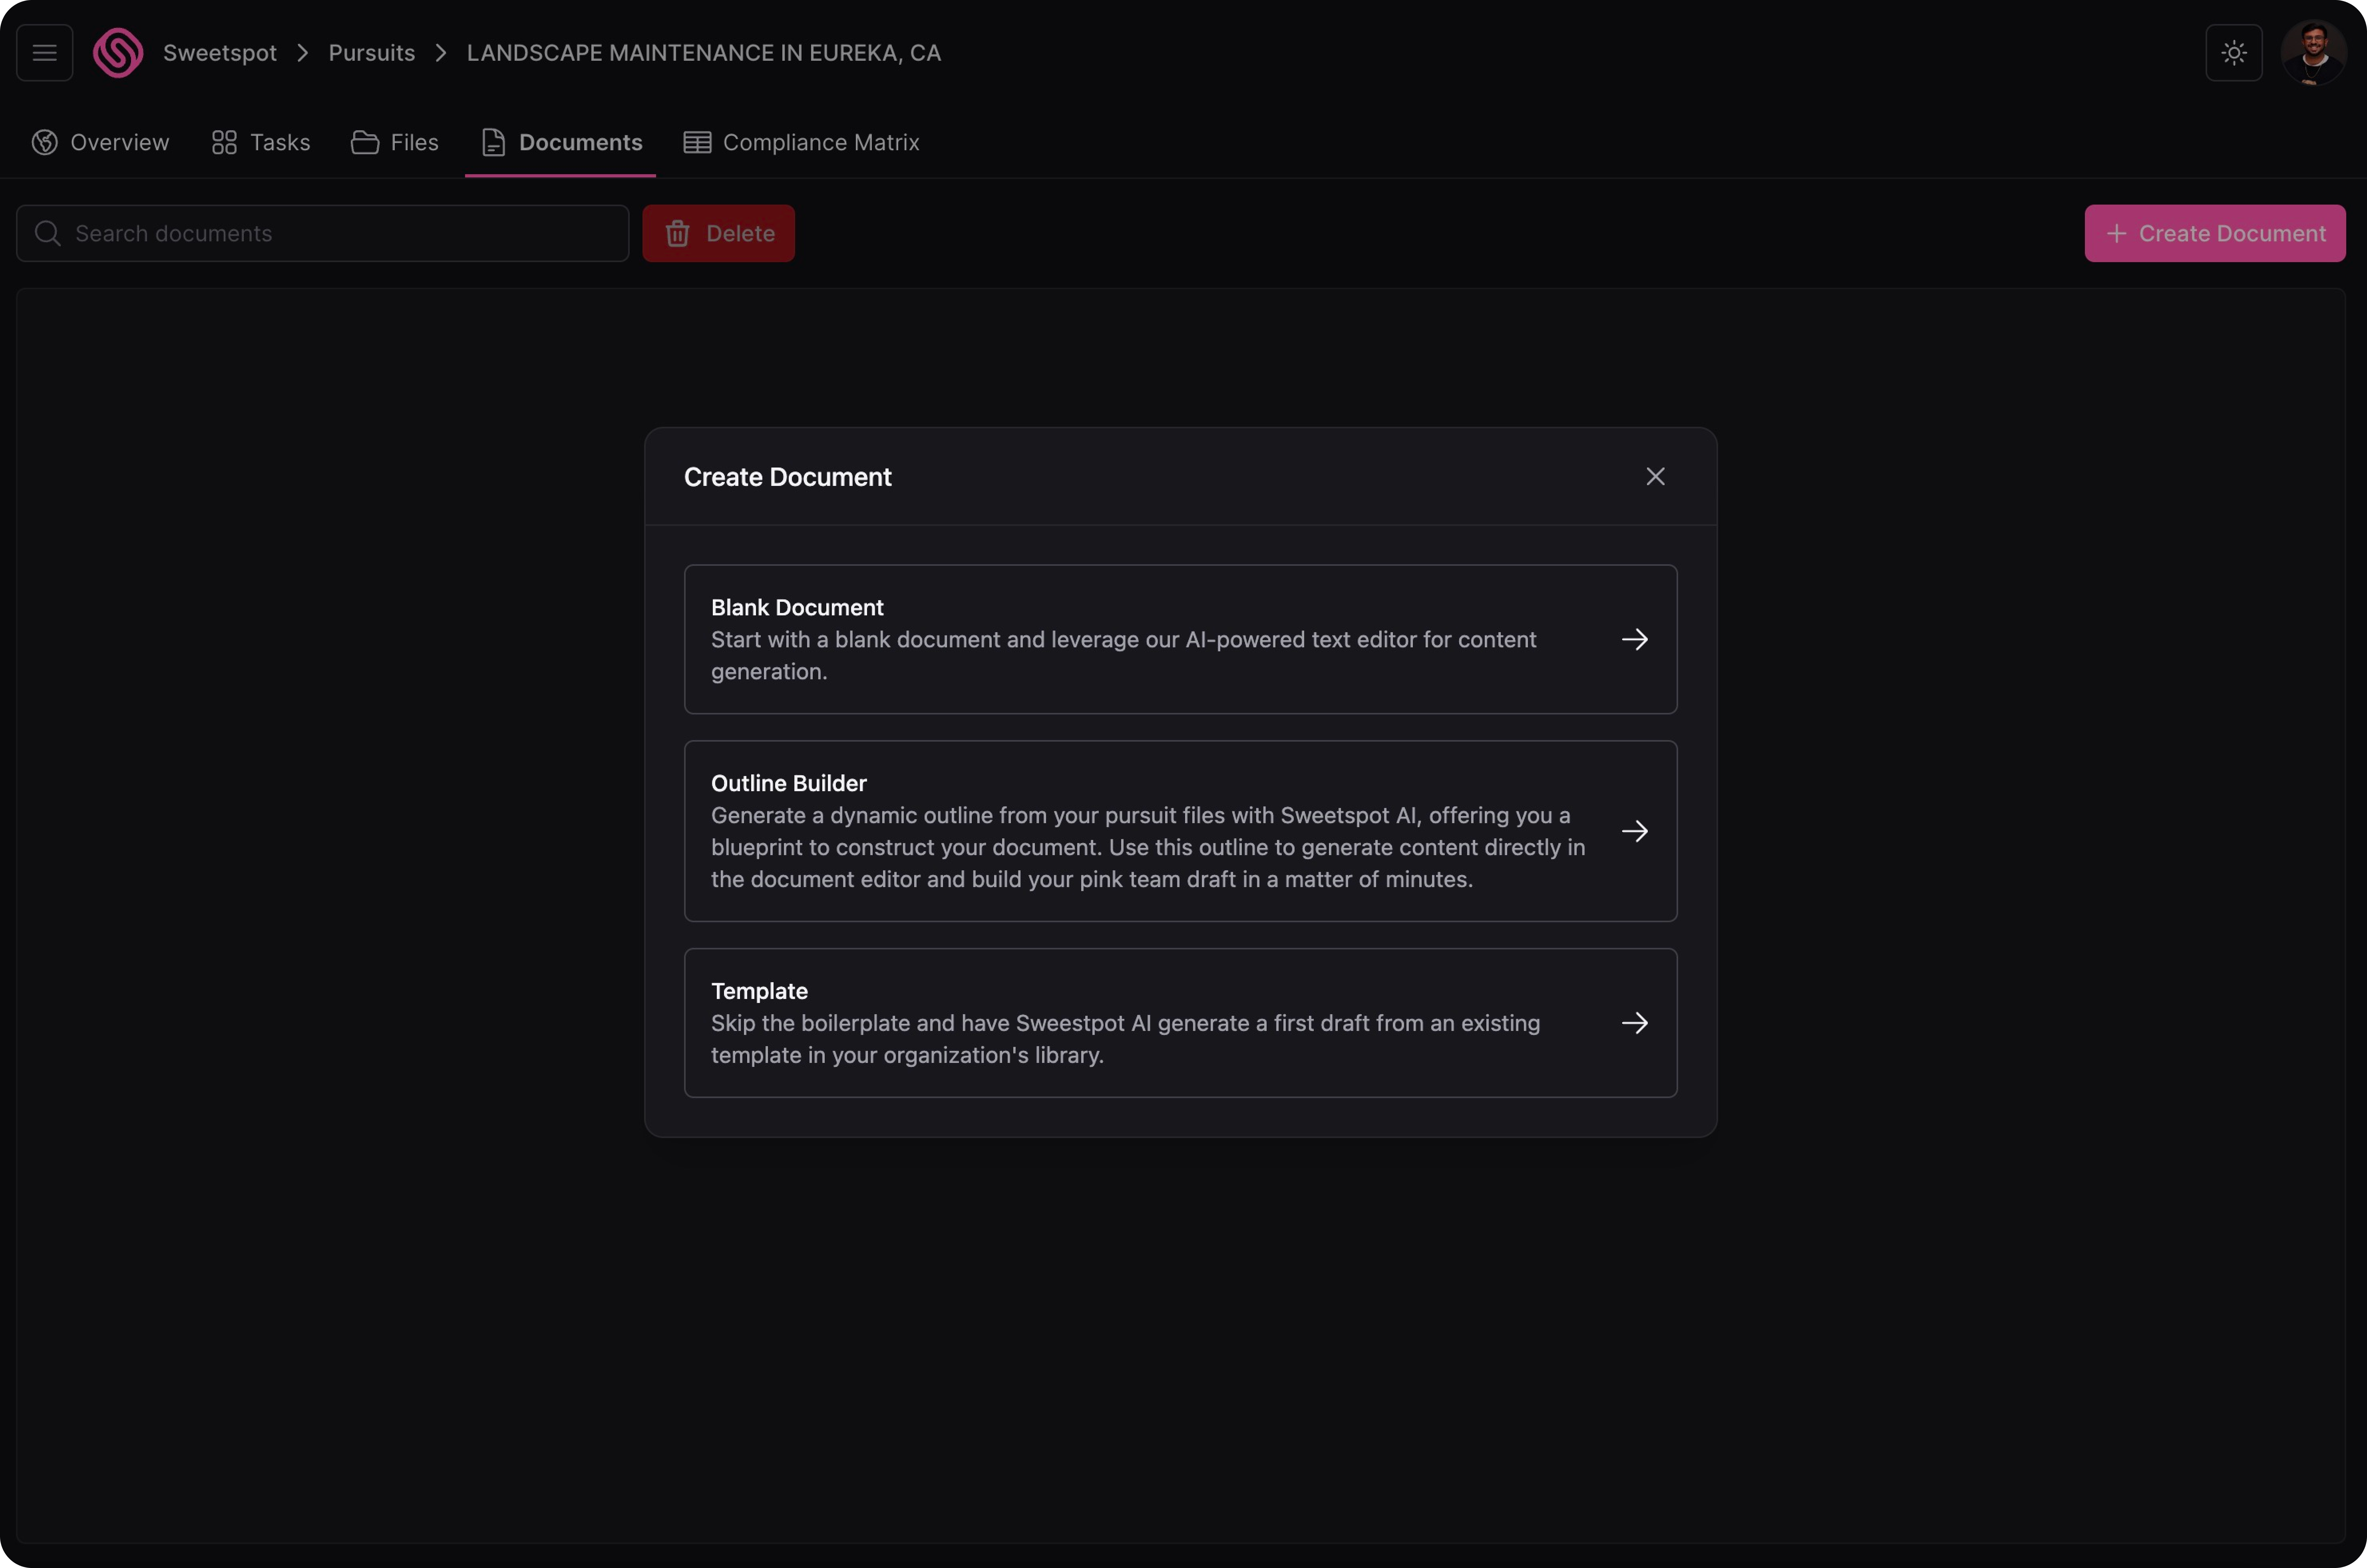 Sweetspot
Pursuits
LANDSCAPE MAINTENANCE IN EUREKA, CA
Overview
Tasks
Files
Documents
Compliance Matrix
Search documents
Delete
Create Document
Create Document
Blank Document
Start with a blank document and leverage our AI-powered text editor for content
generation.
Outline Builder
Generate a dynamic outline from your pursuit files with Sweetspot AI, offering you a
blueprint to construct your document. Use this outline to generate content directly in
the document editor and build your pink team draft in a matter of minutes.
Template
Skip the boilerplate and have Sweestpot AI generate a first draft from an existing
template in your organization's library.